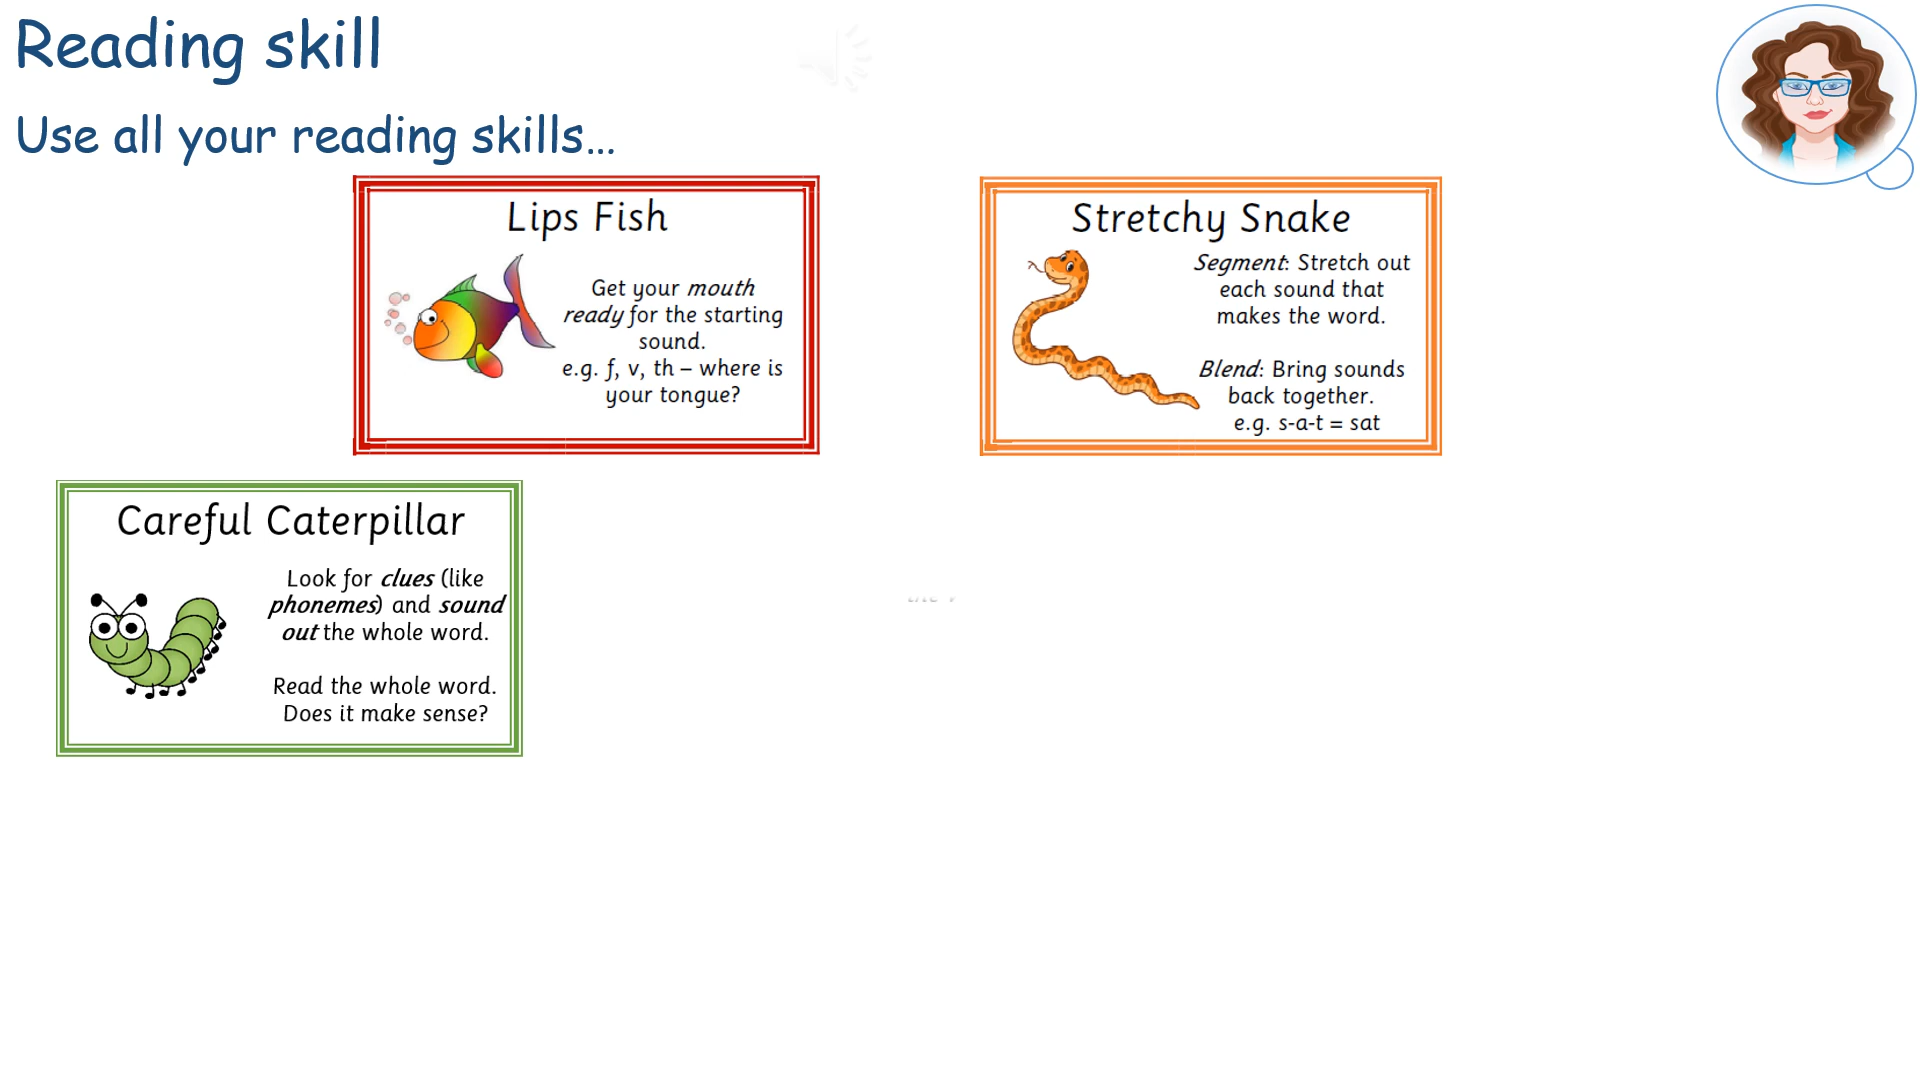 Reading skill
Use all your reading skills...
Lips Fish
Get your mouth
ready for the starting
sound.
e.g. f, v, th – where is
your tongue?
Stretchy Snake
Segment: Stretch out
each sound that
makes the word.
Blend: Bring sounds
back together.
e.g. s-a-t = sat
Careful Caterpillar
Look for clues (like
phonemes) and sound
out the whole word.
Read the whole word.
Does it make sense?